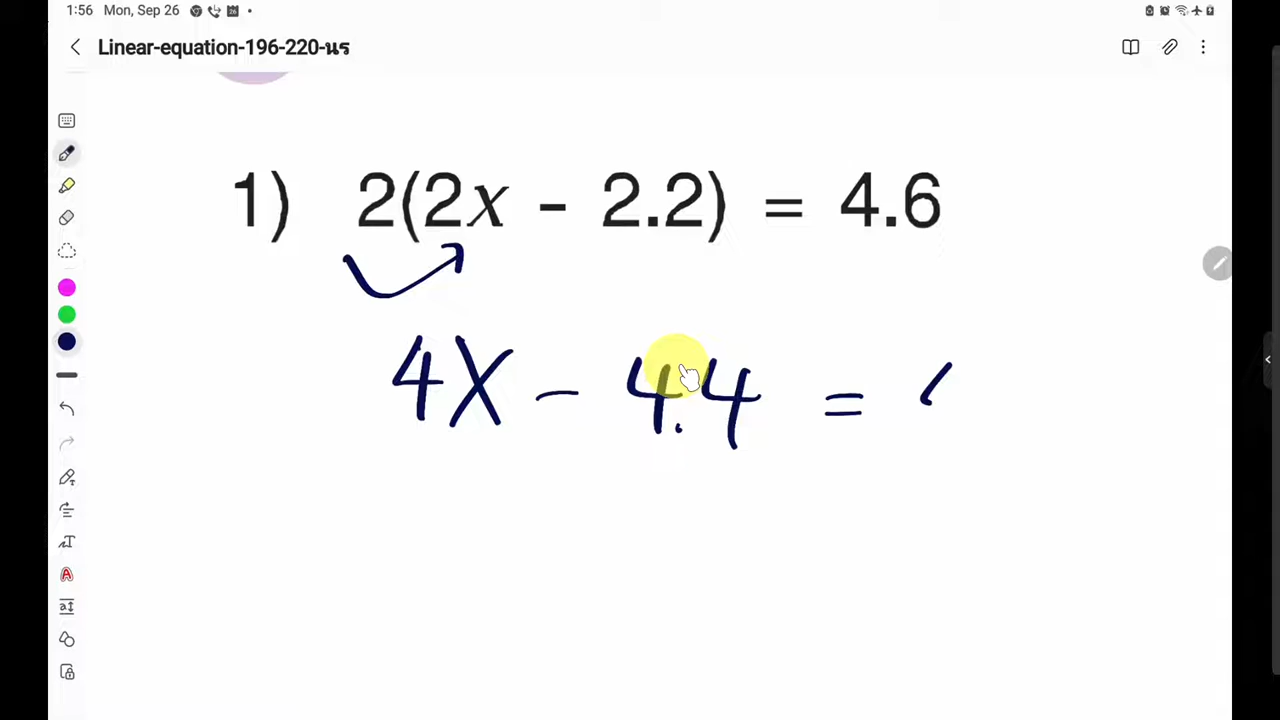 1:56 Mon, Sep 26
Linear-equation-196-220-นร
1) 2(2x - 2.2) = 4.6
4X - 4.4 =